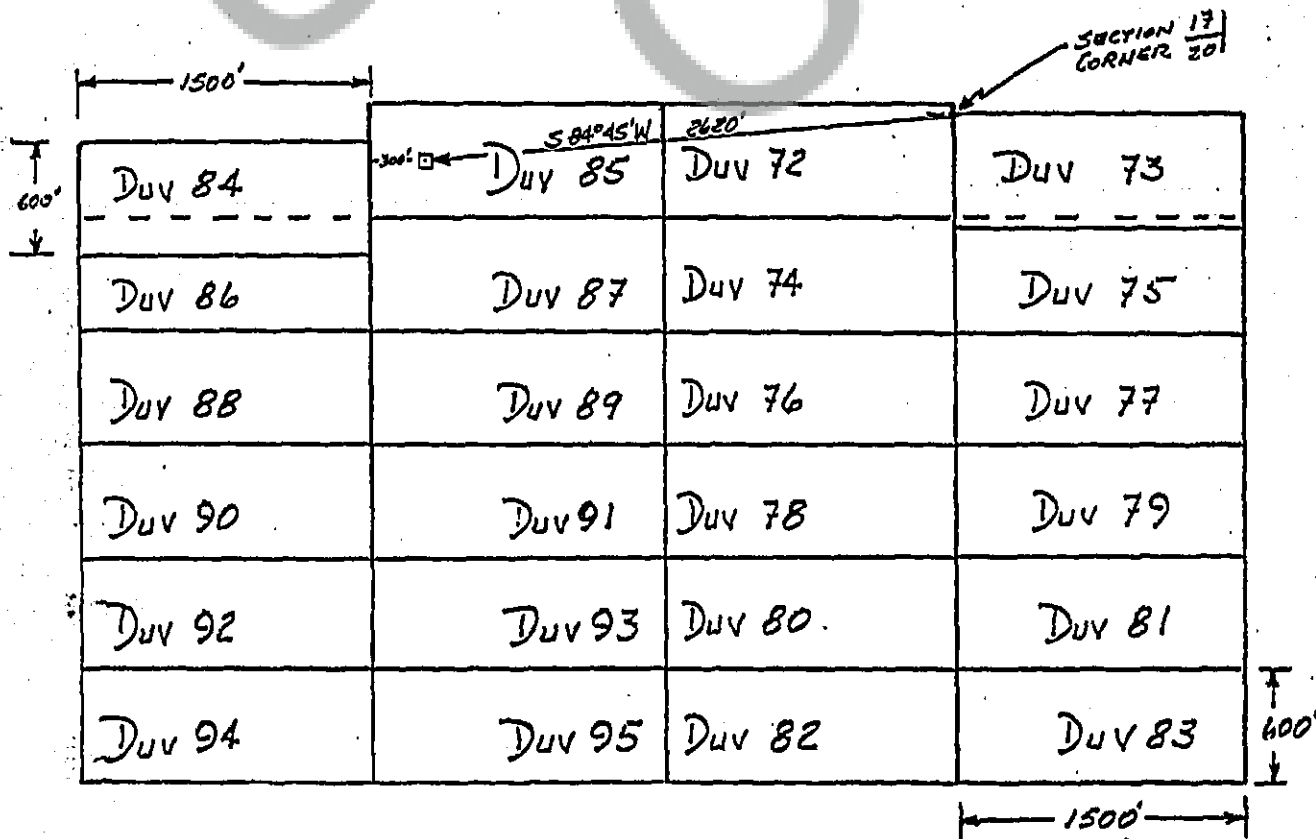 SECTION 17
CORNER 20
1500'
S 84°45'W 2620'
600'
300'
Duv 84
Duv 85
Duv 72
Duv 73
Duv 86
Duv 87
Duv 74
Duv 75
Duv 88
Duv 89
Duv 76
Duv 77
Duv 90
Duv 91
Duv 78
Duv 79
Duv 92
Duv 93
Duv 80.
Duv 81
Duv 94
Duv 95
Duv 82
Duv 83
600'
1500'